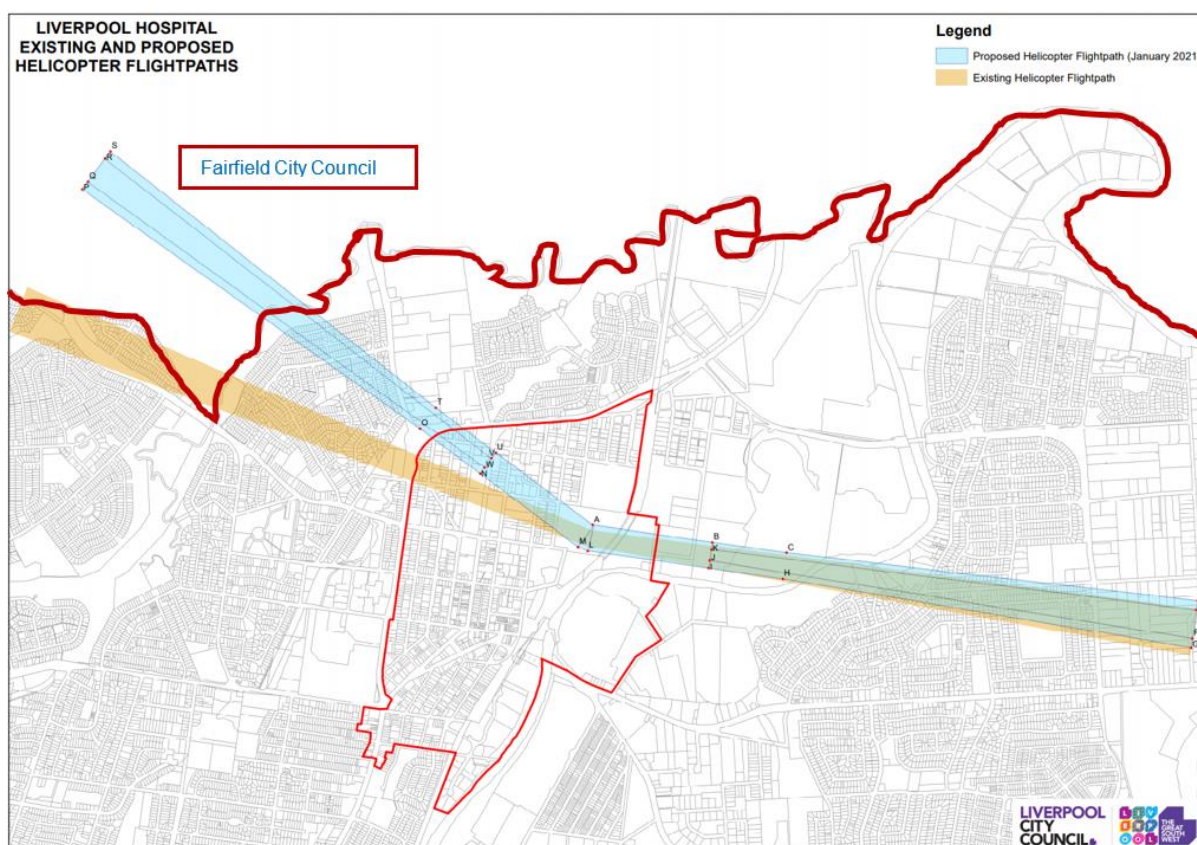 LIVERPOOL HOSPITAL
EXISTING AND PROPOSED
HELICOPTER FLIGHTPATHS
Legend
Proposed Helicopter Flightpath (January 2021
Existing Helicopter Flightpath
Fairfield City Council
S
R
Q
P
T
O
U
V
W
N
A
M
L
B
K
J
I
C
H
G
LIVERPOOL
CITY
COUNCIL
THE
GREAT
SOUTH
WEST